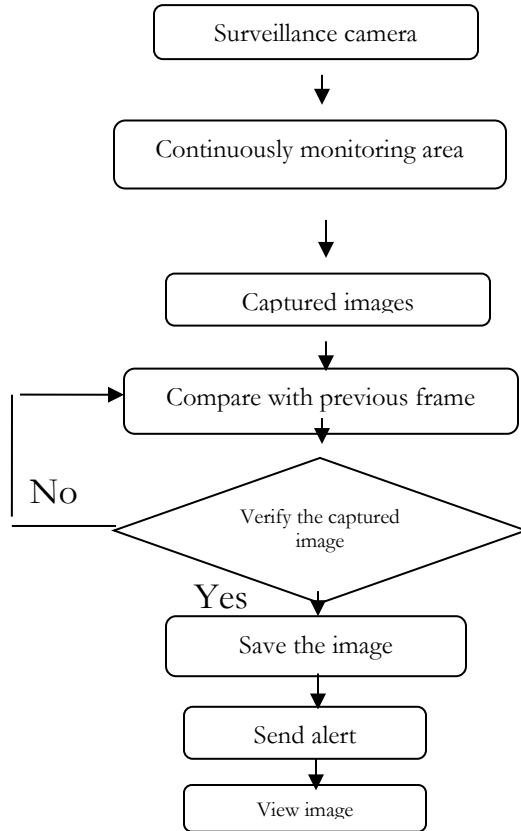 Surveillance camera
Continuously monitoring area
Captured images
Compare with previous frame
No
Verify the captured
image
Yes
Save the image
Send alert
View image